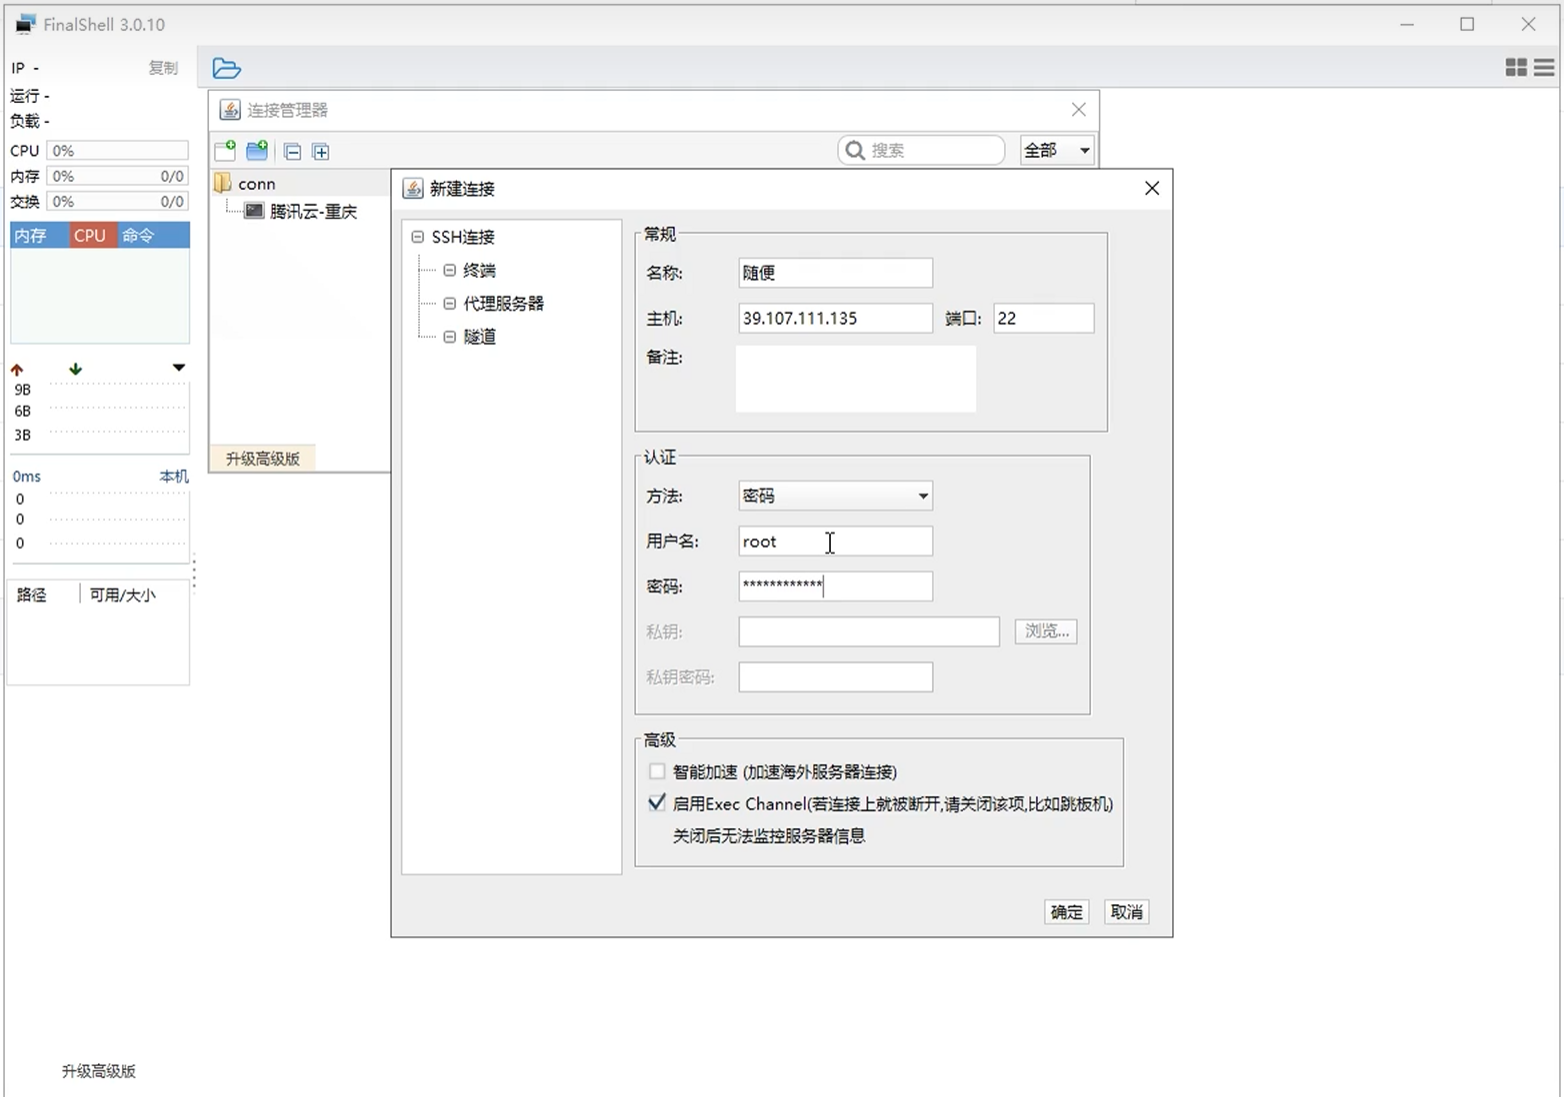 FinalShell 3.0.10
IP -
复制
运行 -
负载 -
CPU 0%
内存 0% 0/0
交换 0% 0/0
内存 CPU 命令
9B
6B
3B
0ms 本机
0
0
0
路径 可用/大小
升级高级版
连接管理器
搜索
全部
conn
腾讯云-重庆
升级高级版
新建连接
SSH连接
终端
代理服务器
隧道
常规
名称: 随便
主机: 39.107.111.135 端口: 22
备注:
认证
方法: 密码
用户名: root
密码: ************
私钥: 浏览...
私钥密码:
高级
智能加速 (加速海外服务器连接)
启用Exec Channel(若连接上就被断开,请关闭该项,比如跳板机)
关闭后无法监控服务器信息
确定 取消